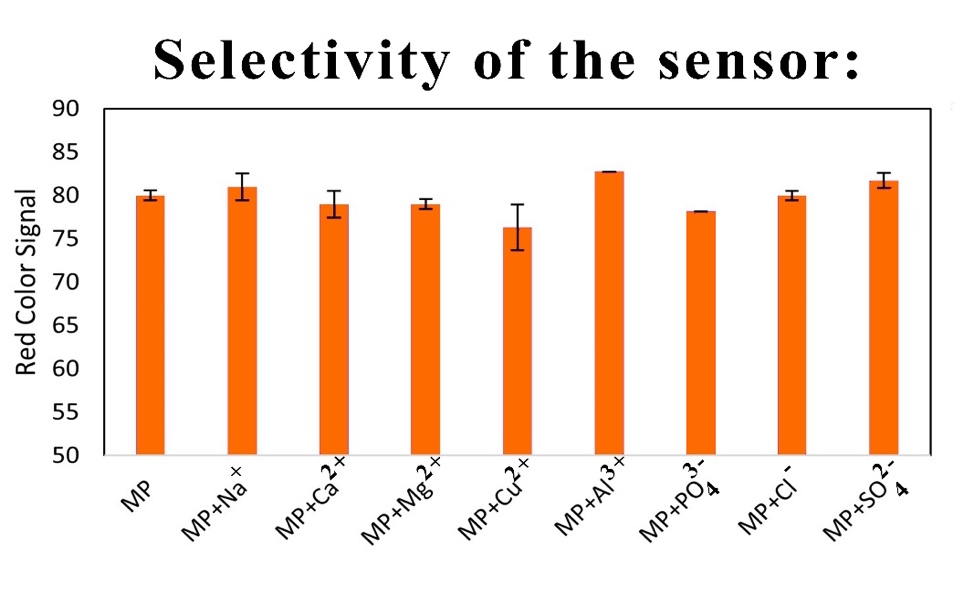 Selectivity of the sensor:
90
85
80
75
70
65
60
55
50
Red Color Signal
MP
MP+Na⁺
MP+Ca²⁺
MP+Mg²⁺
MP+Cu²⁺
MP+Al³⁺
MP+PO₄³⁻
MP+Cl⁻
MP+SO₄²⁻